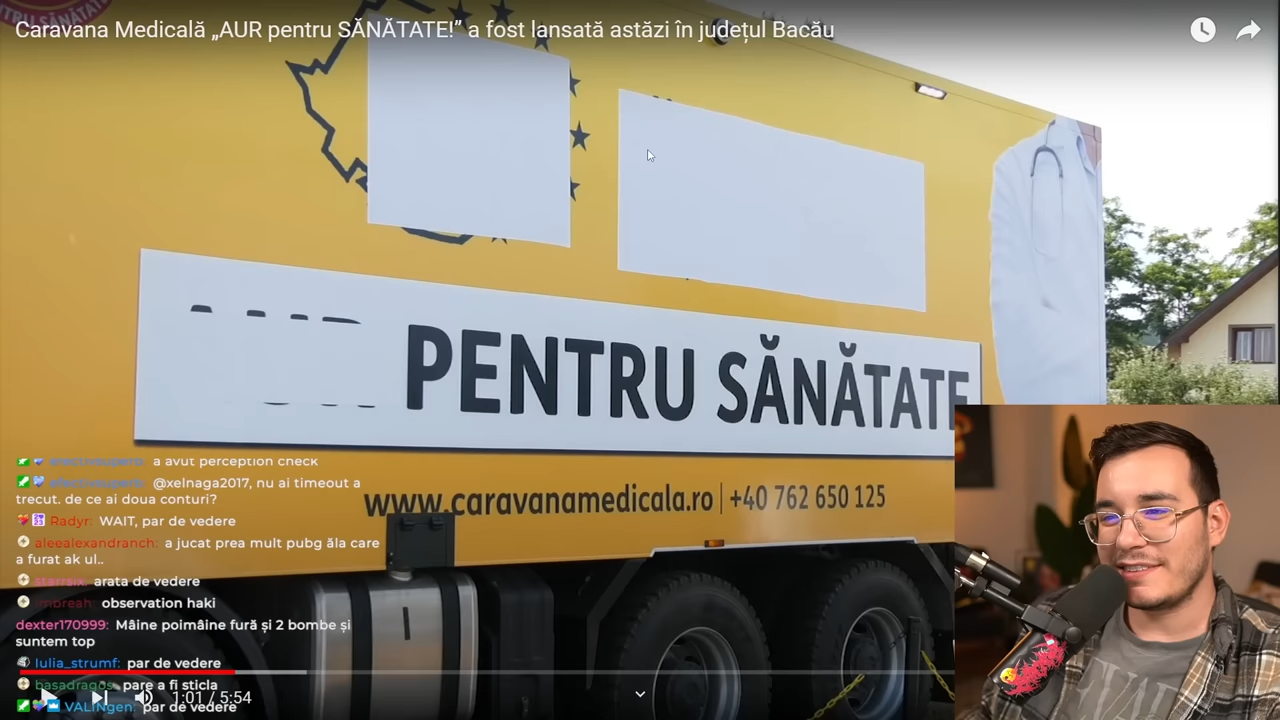 Caravana Medicală „AUR pentru SĂNĂTATE!” a fost lansată astăzi în județul Bacău
PENTRU SĂNĂTATE
www.caravanamedicala.ro | +40 762 650 125
a avut perception check
@xelnaga2017, nu ai timeout a
trecut. de ce ai doua conturi?
Radyr: WAIT, par de vedere
aleealexandranch: a jucat prea mult pubg ăla care
a furat ak ul..
arata de vedere
observation haki
dexter170999: Mâine poimâine fură și 2 bombe și
suntem top
Iulia_strumf: par de vedere
basadragos: pare a fi sticla
1:01 / 5:54
VALINgen: par de vedere